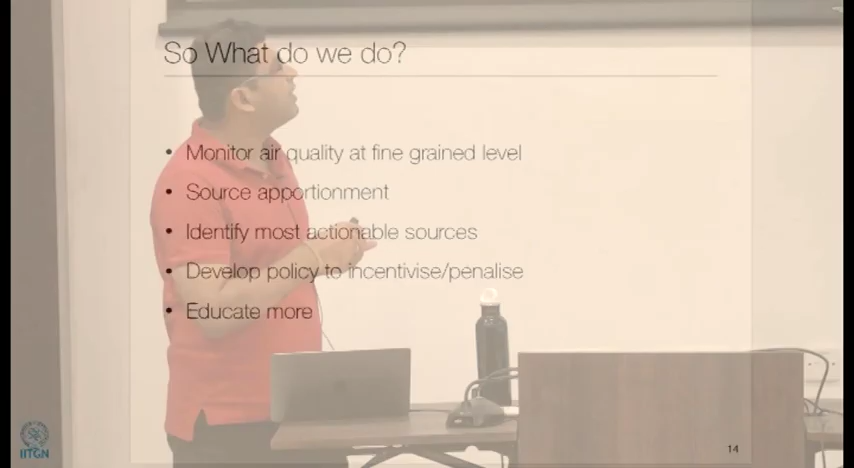 So What do we do?
• Monitor air quality at fine grained level
• Source apportionment
• Identify most actionable sources
• Develop policy to incentivise/penalise
• Educate more
14
IITGN